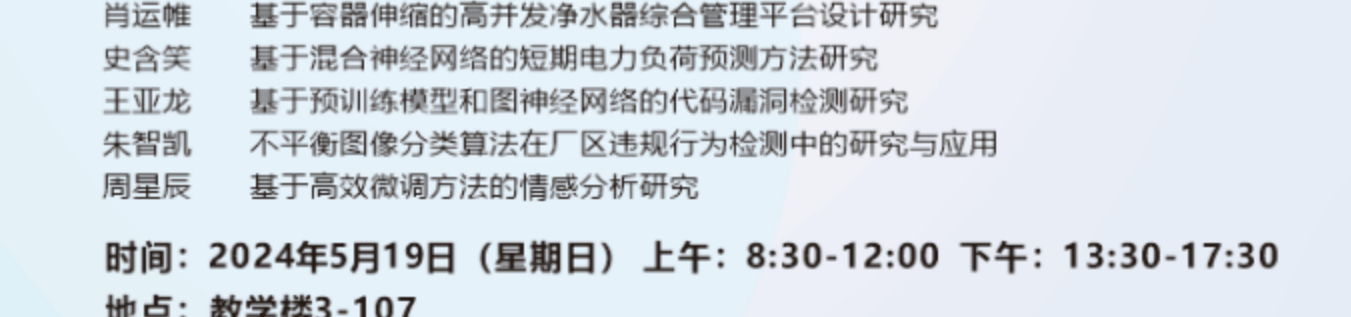 肖运帷 基于容器伸缩的高并发净水器综合管理平台设计研究
史含笑 基于混合神经网络的短期电力负荷预测方法研究
王亚龙 基于预训练模型和图神经网络的代码漏洞检测研究
朱智凯 不平衡图像分类算法在厂区违规行为检测中的研究与应用
周星辰 基于高效微调方法的情感分析研究
时间：2024年5月19日（星期日） 上午：8:30-12:00 下午：13:30-17:30
地点：教学楼3-107